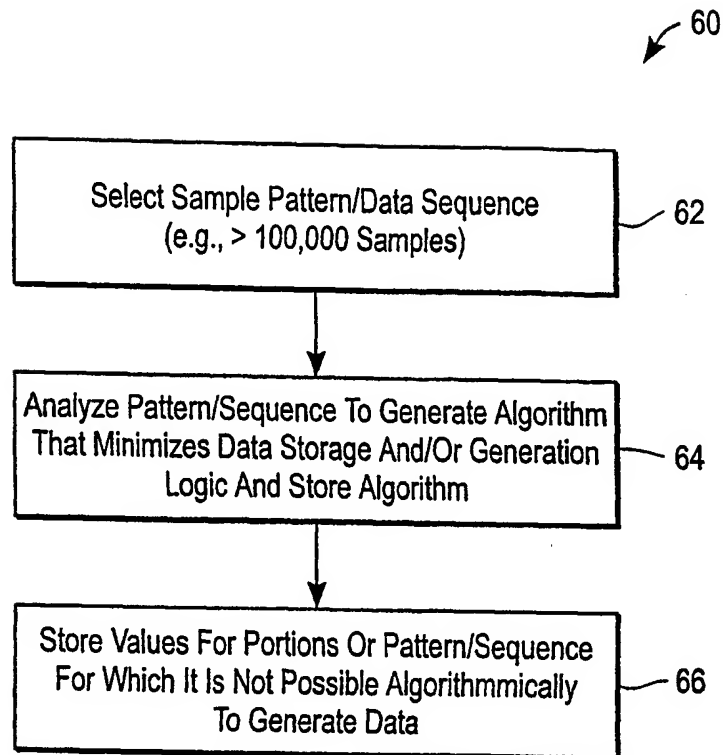 60
Select Sample Pattern/Data Sequence
(e.g., > 100,000 Samples)
62
Analyze Pattern/Sequence To Generate Algorithm
That Minimizes Data Storage And/Or Generation
Logic And Store Algorithm
64
Store Values For Portions Or Pattern/Sequence
For Which It Is Not Possible Algorithmmically
To Generate Data
66